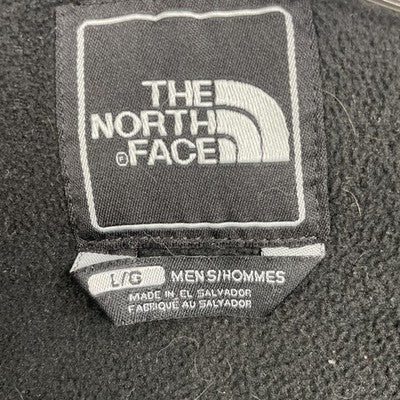 THE
NORTH
® FACE
L/G MENS/HOMMES
MADE IN EL SALVADOR
FABRIQUÉ AU SALVADOR